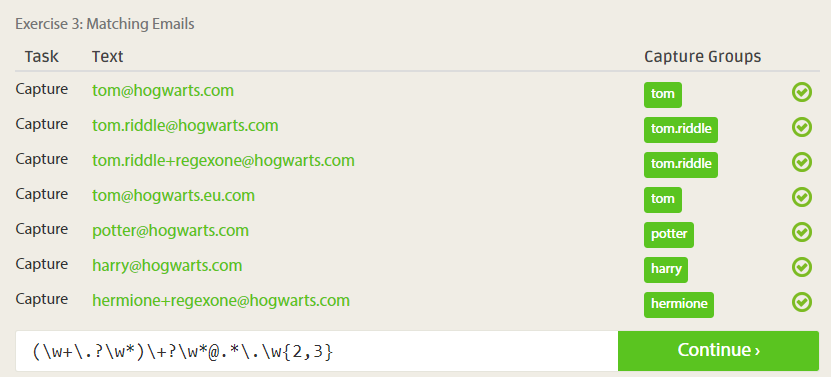 Exercise 3: Matching Emails
Task Text Capture Groups
Capture tom@hogwarts.com tom
Capture tom.riddle@hogwarts.com tom.riddle
Capture tom.riddle+regexone@hogwarts.com tom.riddle
Capture tom@hogwarts.eu.com tom
Capture potter@hogwarts.com potter
Capture harry@hogwarts.com harry
Capture hermione+regexone@hogwarts.com hermione
(\w+\.?\w*)\+?\w*@.*\.\w{2,3} Continue ›